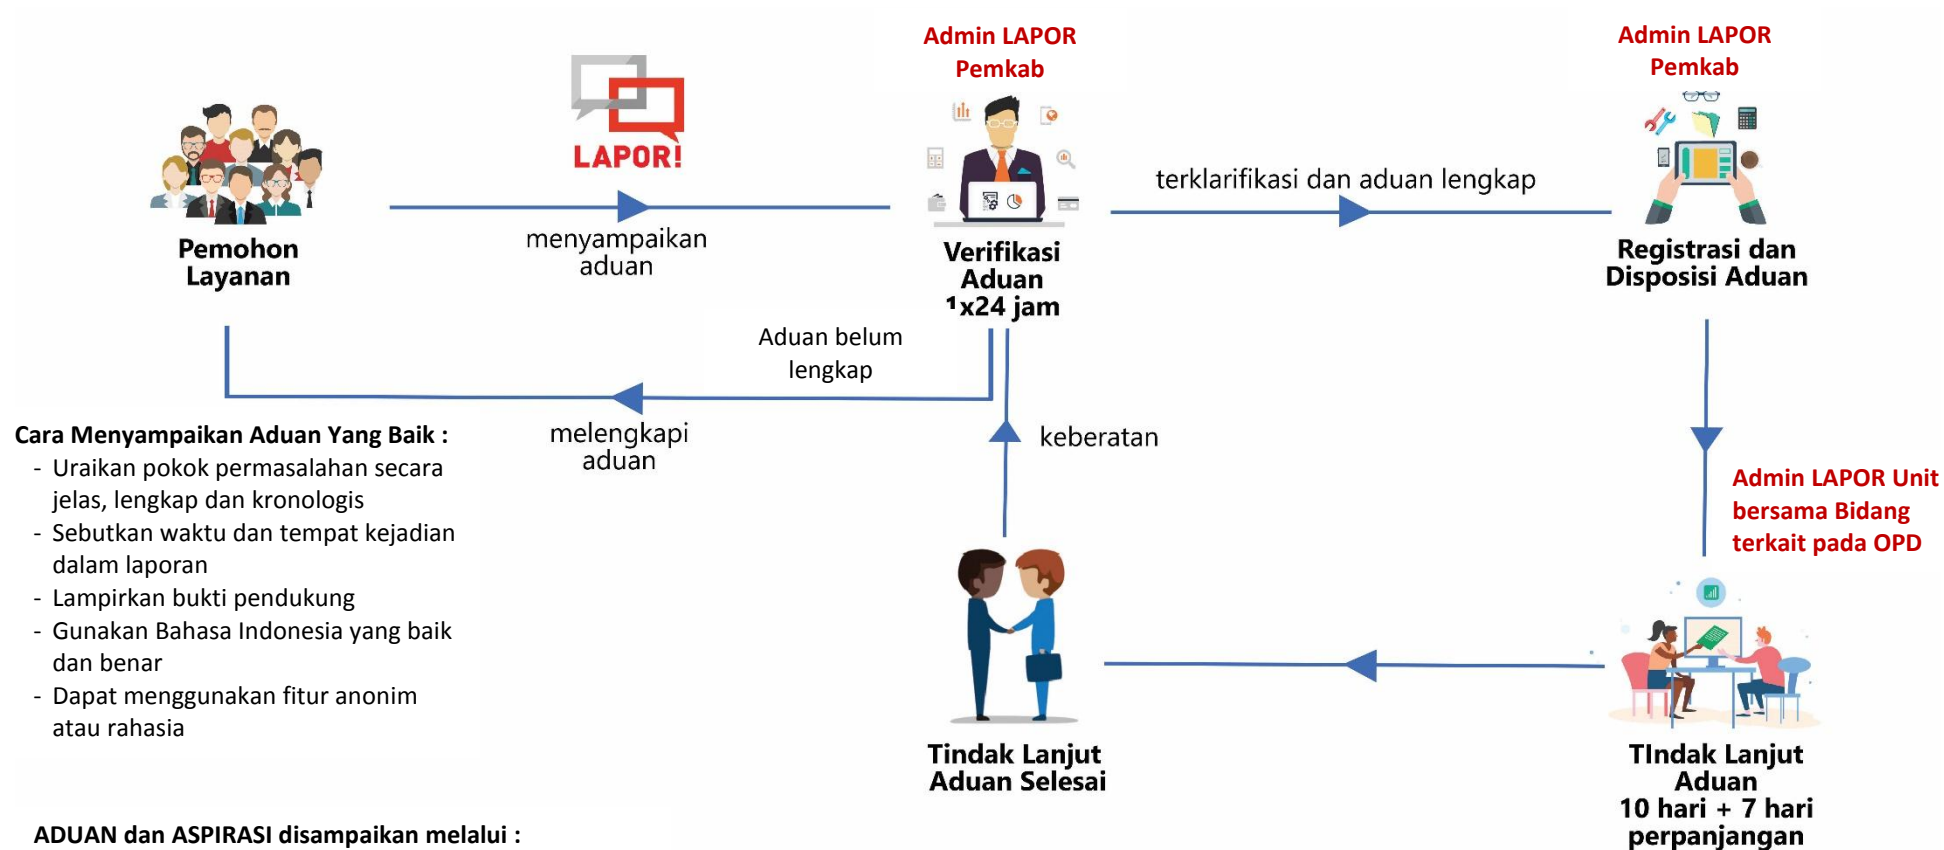 Admin LAPOR
Pemkab
Admin LAPOR
Pemkab
LAPOR!
terklarifikasi dan aduan lengkap
menyampaikan
aduan
Pemohon
Layanan
Verifikasi
Aduan
1x24 jam
Registrasi dan
Disposisi Aduan
Aduan belum
lengkap
melengkapi
aduan
keberatan
Cara Menyampaikan Aduan Yang Baik :
- Uraikan pokok permasalahan secara
jelas, lengkap dan kronologis
- Sebutkan waktu dan tempat kejadian
dalam laporan
- Lampirkan bukti pendukung
- Gunakan Bahasa Indonesia yang baik
dan benar
- Dapat menggunakan fitur anonim
atau rahasia
Admin LAPOR Unit
bersama Bidang
terkait pada OPD
Tindak Lanjut
Aduan Selesai
TIndak Lanjut
Aduan
10 hari + 7 hari
perpanjangan
ADUAN dan ASPIRASI disampaikan melalui :